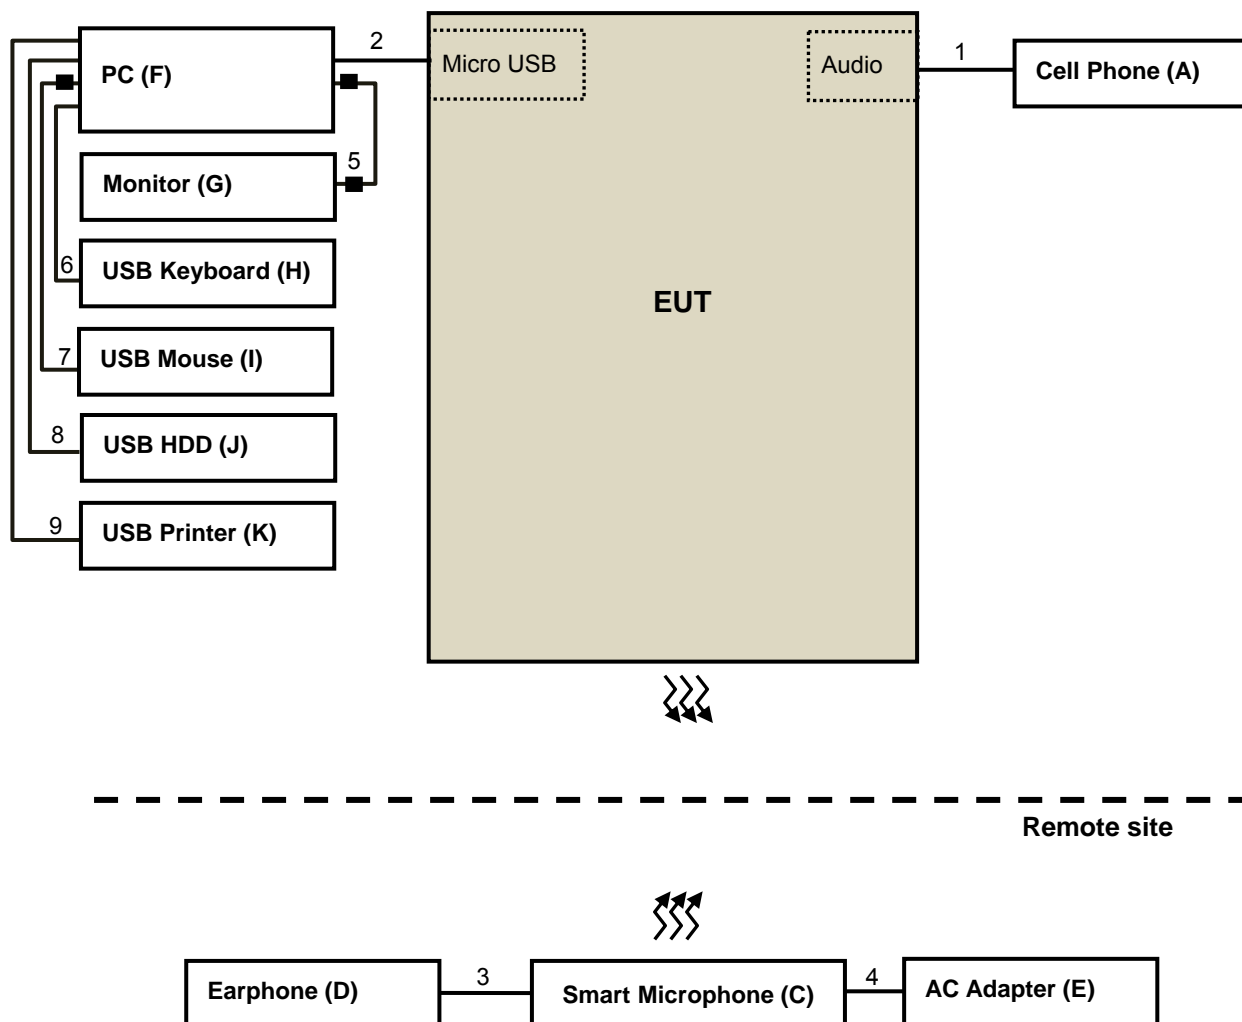 2
1
PC (F)
Micro USB
Audio
Cell Phone (A)
5
Monitor (G)
6
USB Keyboard (H)
EUT
7
USB Mouse (I)
8
USB HDD (J)
9
USB Printer (K)
Remote site
Earphone (D)
3
Smart Microphone (C)
4
AC Adapter (E)